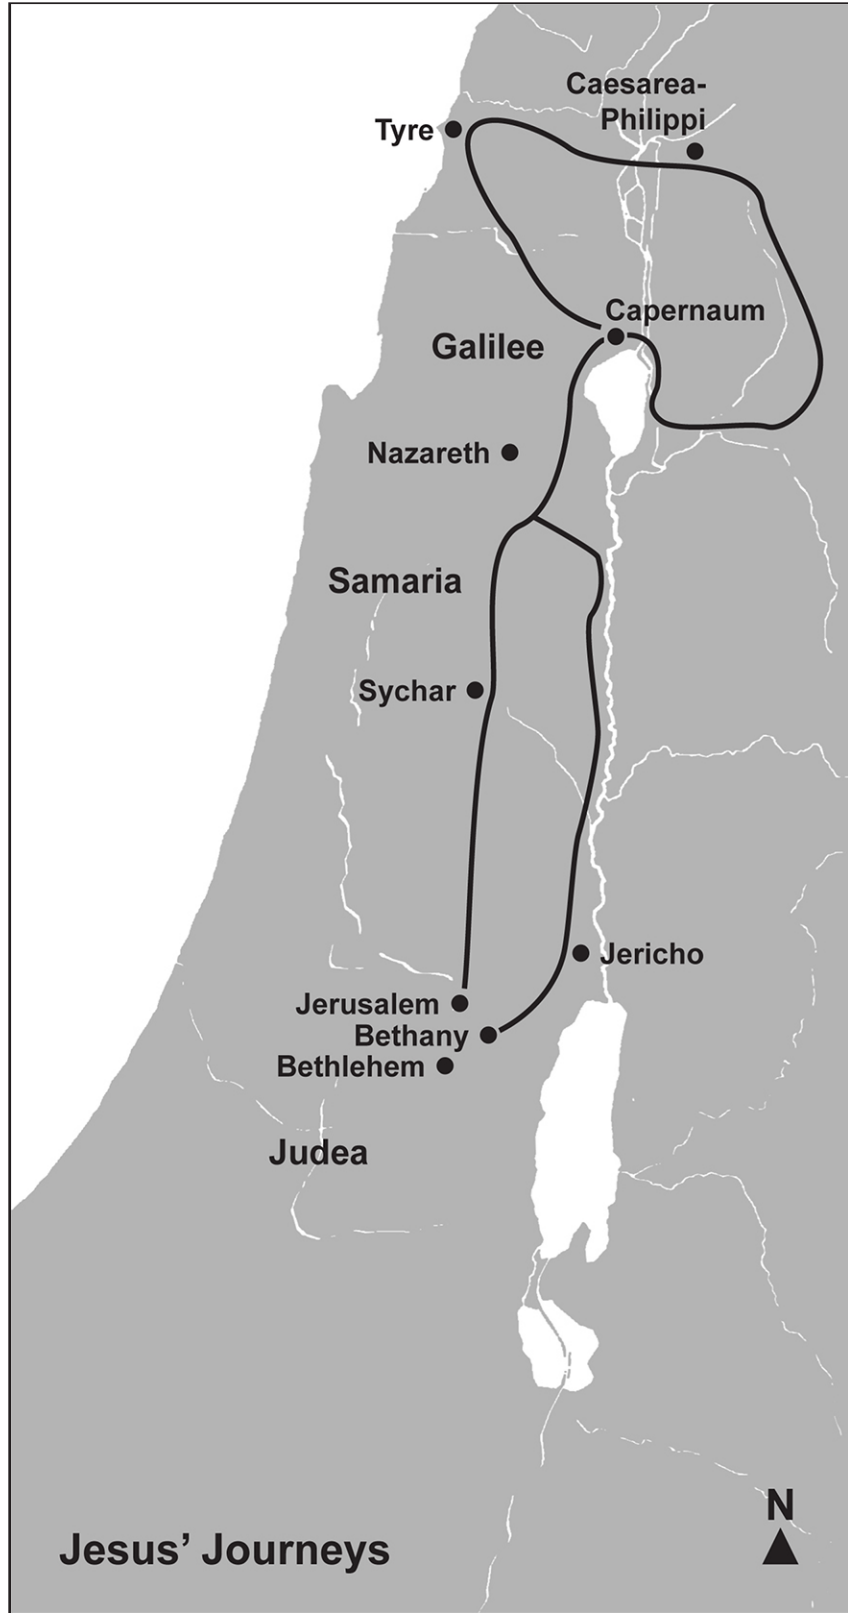 Caesarea-
Philippi
Tyre
Capernaum
Galilee
Nazareth
Samaria
Sychar
Jericho
Jerusalem
Bethany
Bethlehem
Judea
N
Jesus’ Journeys